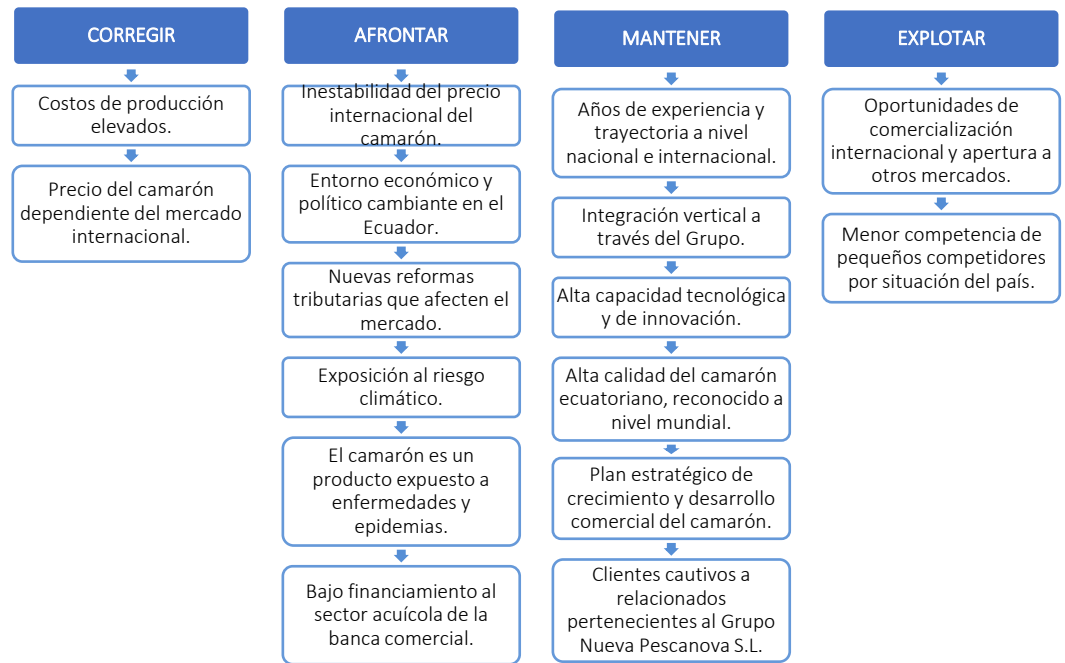 CORREGIR
Costos de producción
elevados.
Precio del camarón
dependiente del mercado
internacional.
AFRONTAR
Inestabilidad del precio
internacional del
camarón.
Entorno económico y
político cambiante en el
Ecuador.
Nuevas reformas
tributarias que afecten el
mercado.
Exposición al riesgo
climático.
El camarón es un
producto expuesto a
enfermedades y
epidemias.
Bajo financiamiento al
sector acuícola de la
banca comercial.
MANTENER
Años de experiencia y
trayectoria a nivel
nacional e internacional.
Integración vertical a
través del Grupo.
Alta capacidad tecnológica
y de innovación.
Alta calidad del camarón
ecuatoriano, reconocido a
nivel mundial.
Plan estratégico de
crecimiento y desarrollo
comercial del camarón.
Clientes cautivos a
relacionados
pertenecientes al Grupo
Nueva Pescanova S.L.
EXPLOTAR
Oportunidades de
comercialización
internacional y apertura a
otros mercados.
Menor competencia de
pequeños competidores
por situación del país.